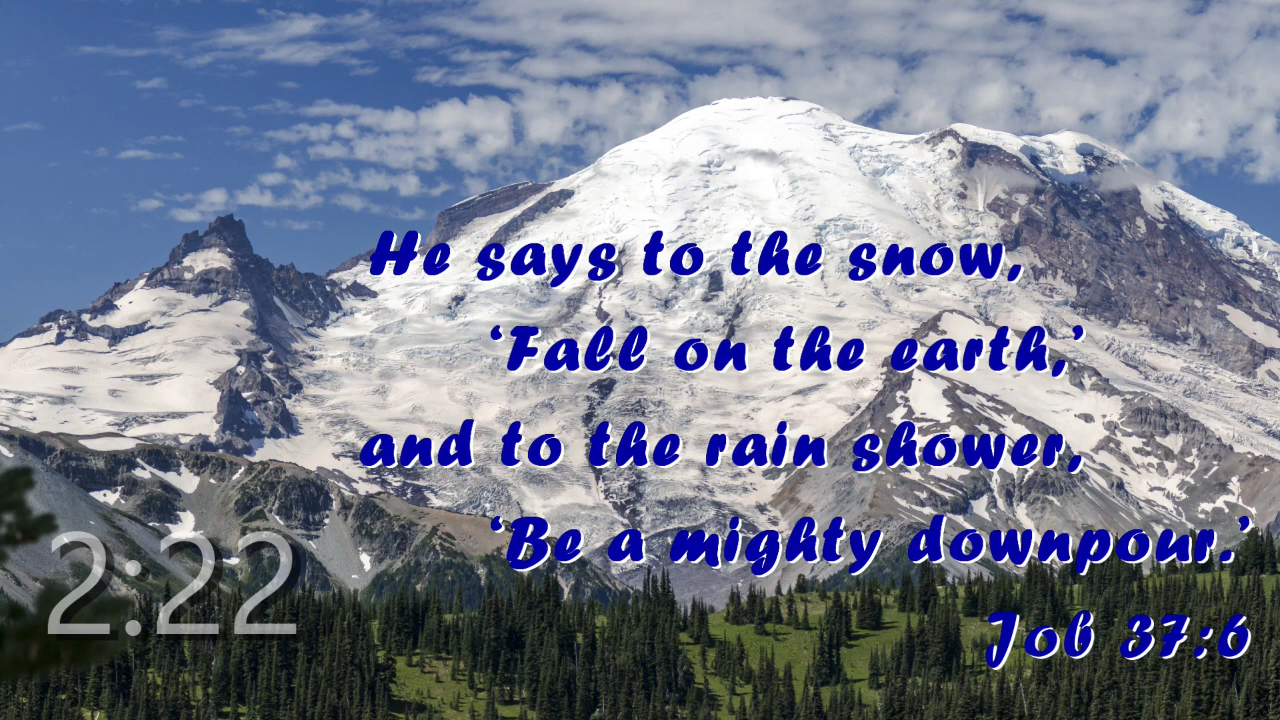 He says to the snow,
‘Fall on the earth,’
and to the rain shower,
‘Be a mighty downpour.’
Job 37:6
2:22